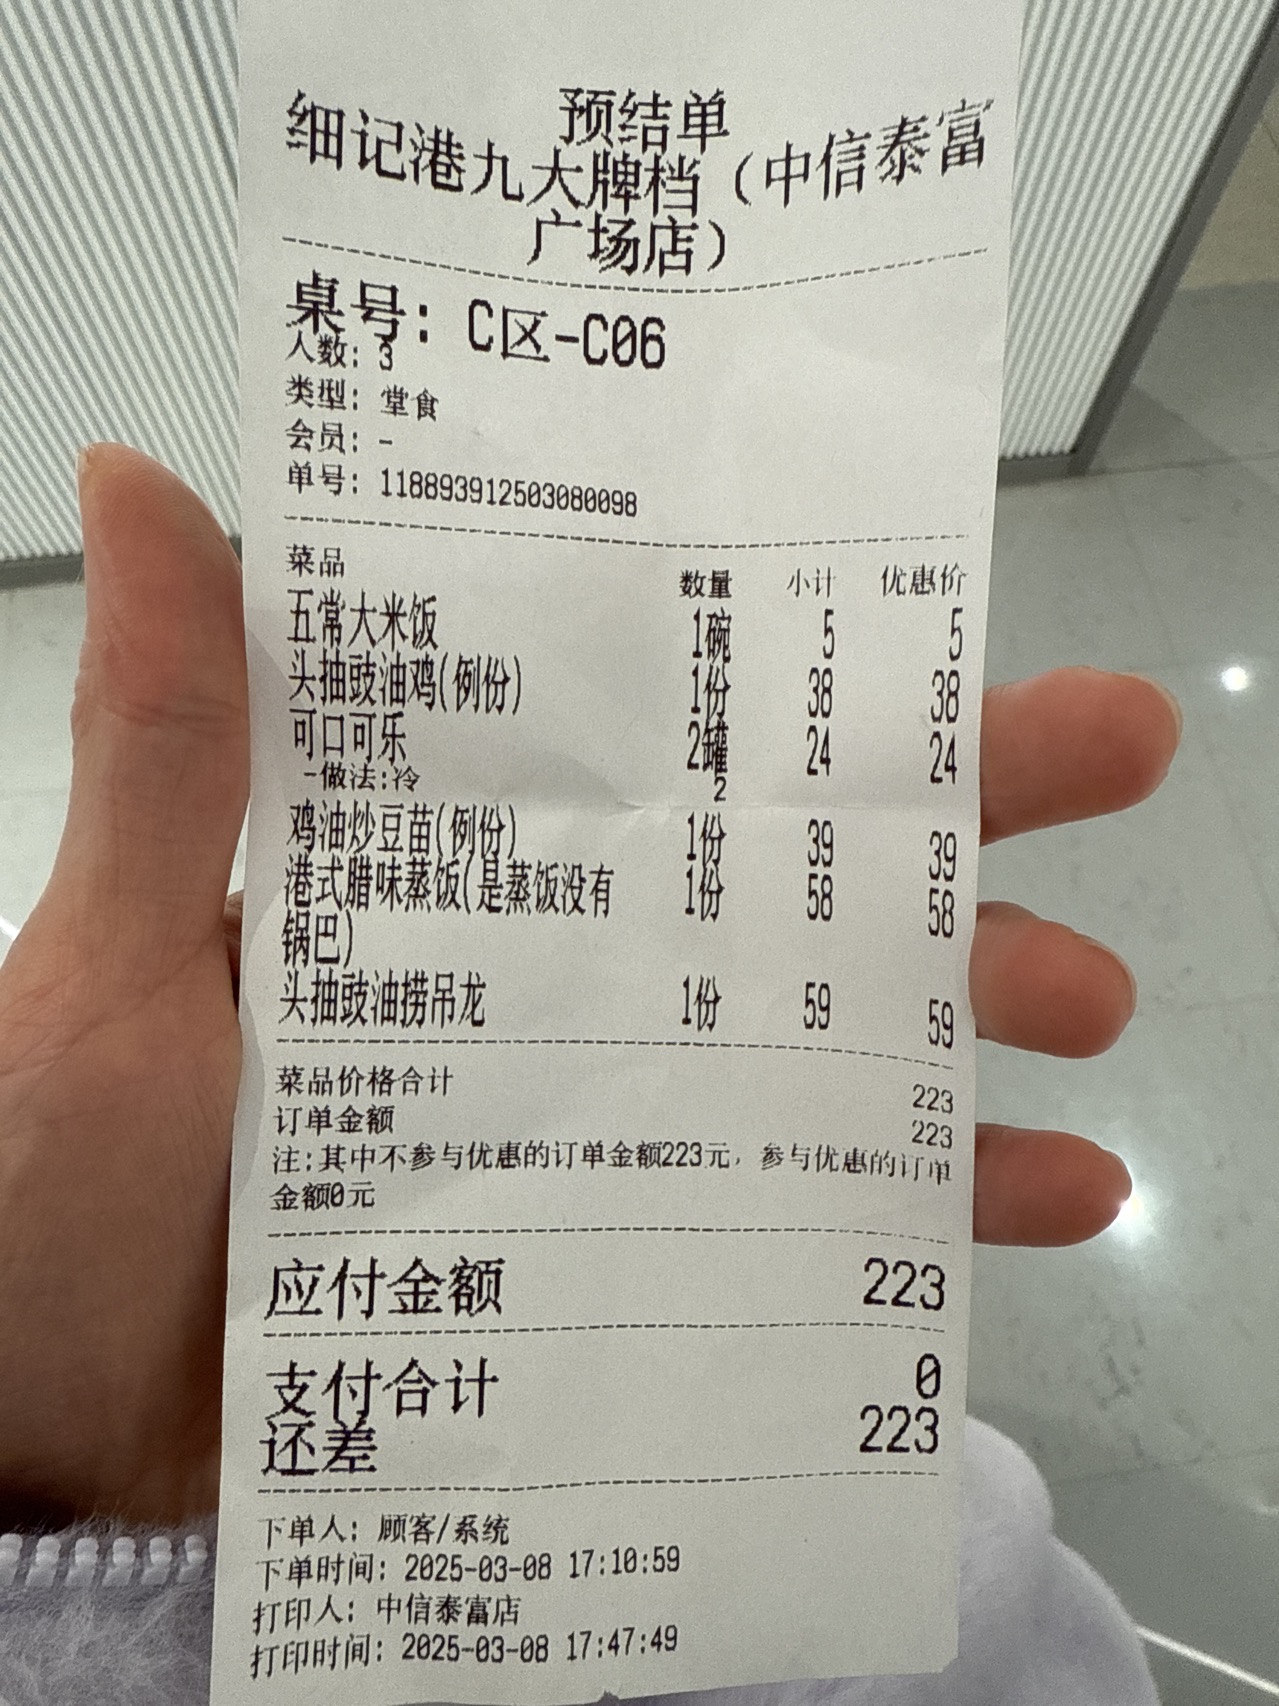 预结单
细记港九大牌档（中信泰富
广场店）
桌号：C区-C06
人数：3
类型：堂食
会员：-
单号：118893912503080098
菜品 数量 小计 优惠价
五常大米饭 1碗 5 5
头抽豉油鸡(例份) 1份 38 38
可口可乐 2罐 24 24
-做法:冷 2
鸡油炒豆苗(例份) 1份 39 39
港式腊味蒸饭(是蒸饭没有 1份 58 58
锅巴)
头抽豉油捞吊龙 1份 59 59
菜品价格合计 223
订单金额 223
注:其中不参与优惠的订单金额223元，参与优惠的订单
金额0元
应付金额 223
支付合计 0
还差 223
下单人：顾客/系统
下单时间：2025-03-08 17:10:59
打印人：中信泰富店
打印时间：2025-03-08 17:47:49